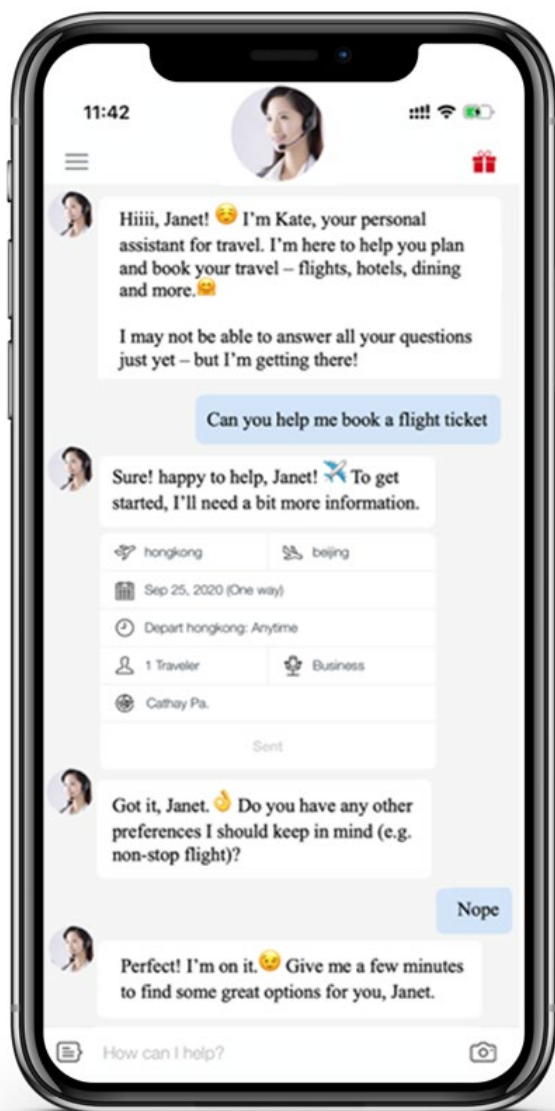 11:42
Hiiii, Janet! ☺️ I’m Kate, your personal
assistant for travel. I’m here to help you plan
and book your travel – flights, hotels, dining
and more.🤗
I may not be able to answer all your questions
just yet – but I’m getting there!
Can you help me book a flight ticket
Sure! happy to help, Janet! ✈️ To get
started, I’ll need a bit more information.
hongkong
beijing
Sep 25, 2020 (One way)
Depart hongkong: Anytime
1 Traveler
Business
Cathay Pa.
Sent
Got it, Janet.👌 Do you have any other
preferences I should keep in mind (e.g.
non-stop flight)?
Nope
Perfect! I’m on it.😉 Give me a few minutes
to find some great options for you, Janet.
How can I help?